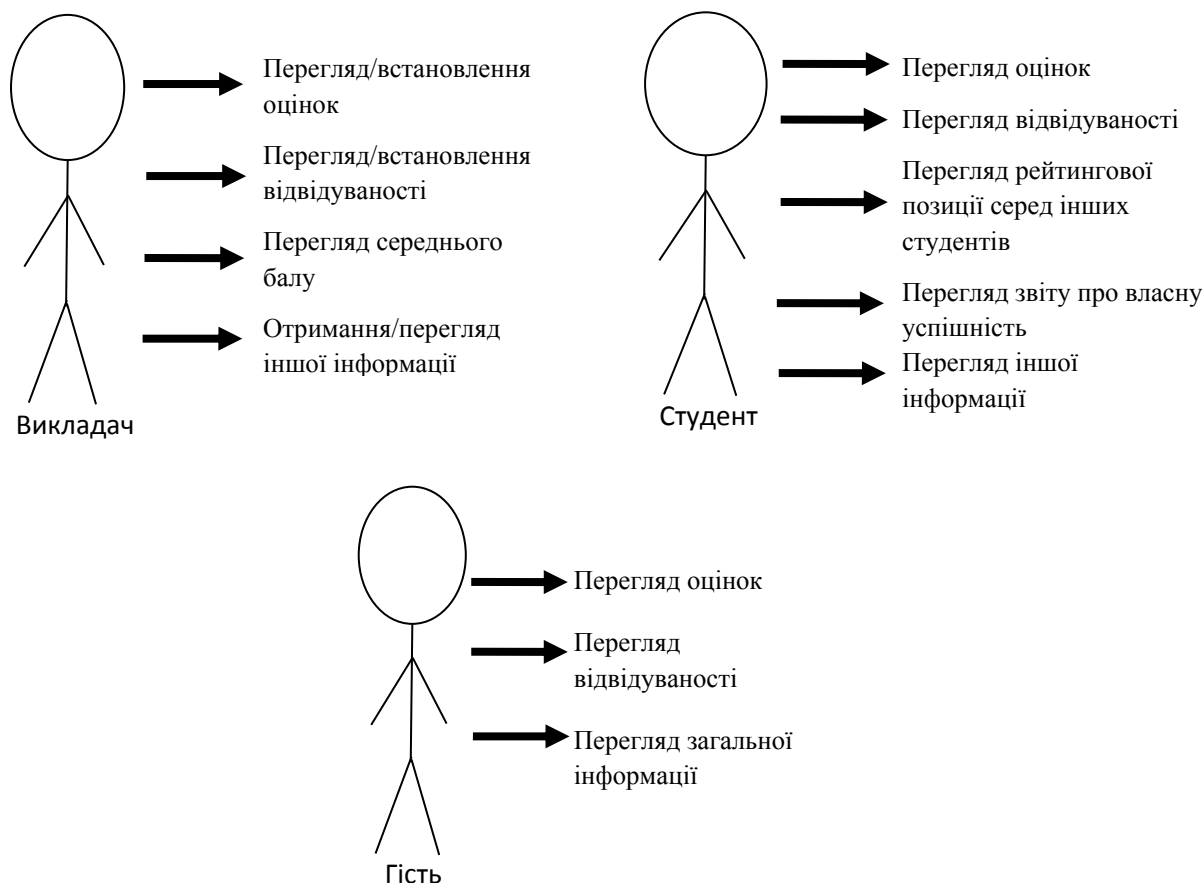 Перегляд/встановлення
оцінок
Перегляд/встановлення
відвідуваності
Перегляд середнього
балу
Отримання/перегляд
іншої інформації
Викладач
Перегляд оцінок
Перегляд відвідуваності
Перегляд рейтингової
позиції серед інших
студентів
Перегляд звіту про власну
успішність
Перегляд іншої
інформації
Студент
Перегляд оцінок
Перегляд
відвідуваності
Перегляд загальної
інформації
Гість